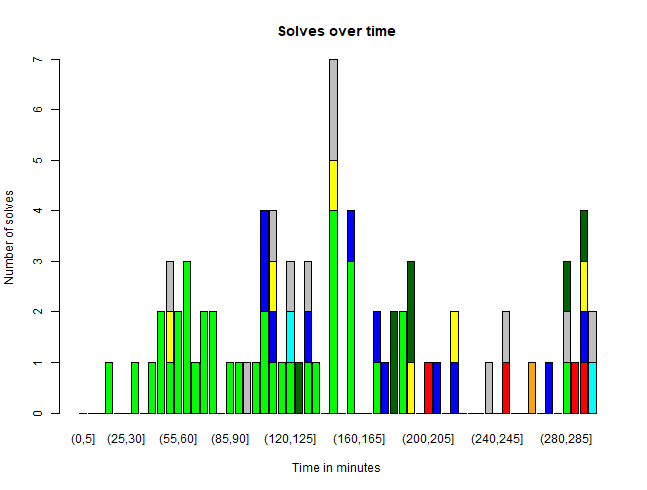 Solves over time
Number of solves
7
6
5
4
3
2
1
0
(0,5] (25,30] (55,60] (85,90] (120,125] (160,165] (200,205] (240,245] (280,285]
Time in minutes